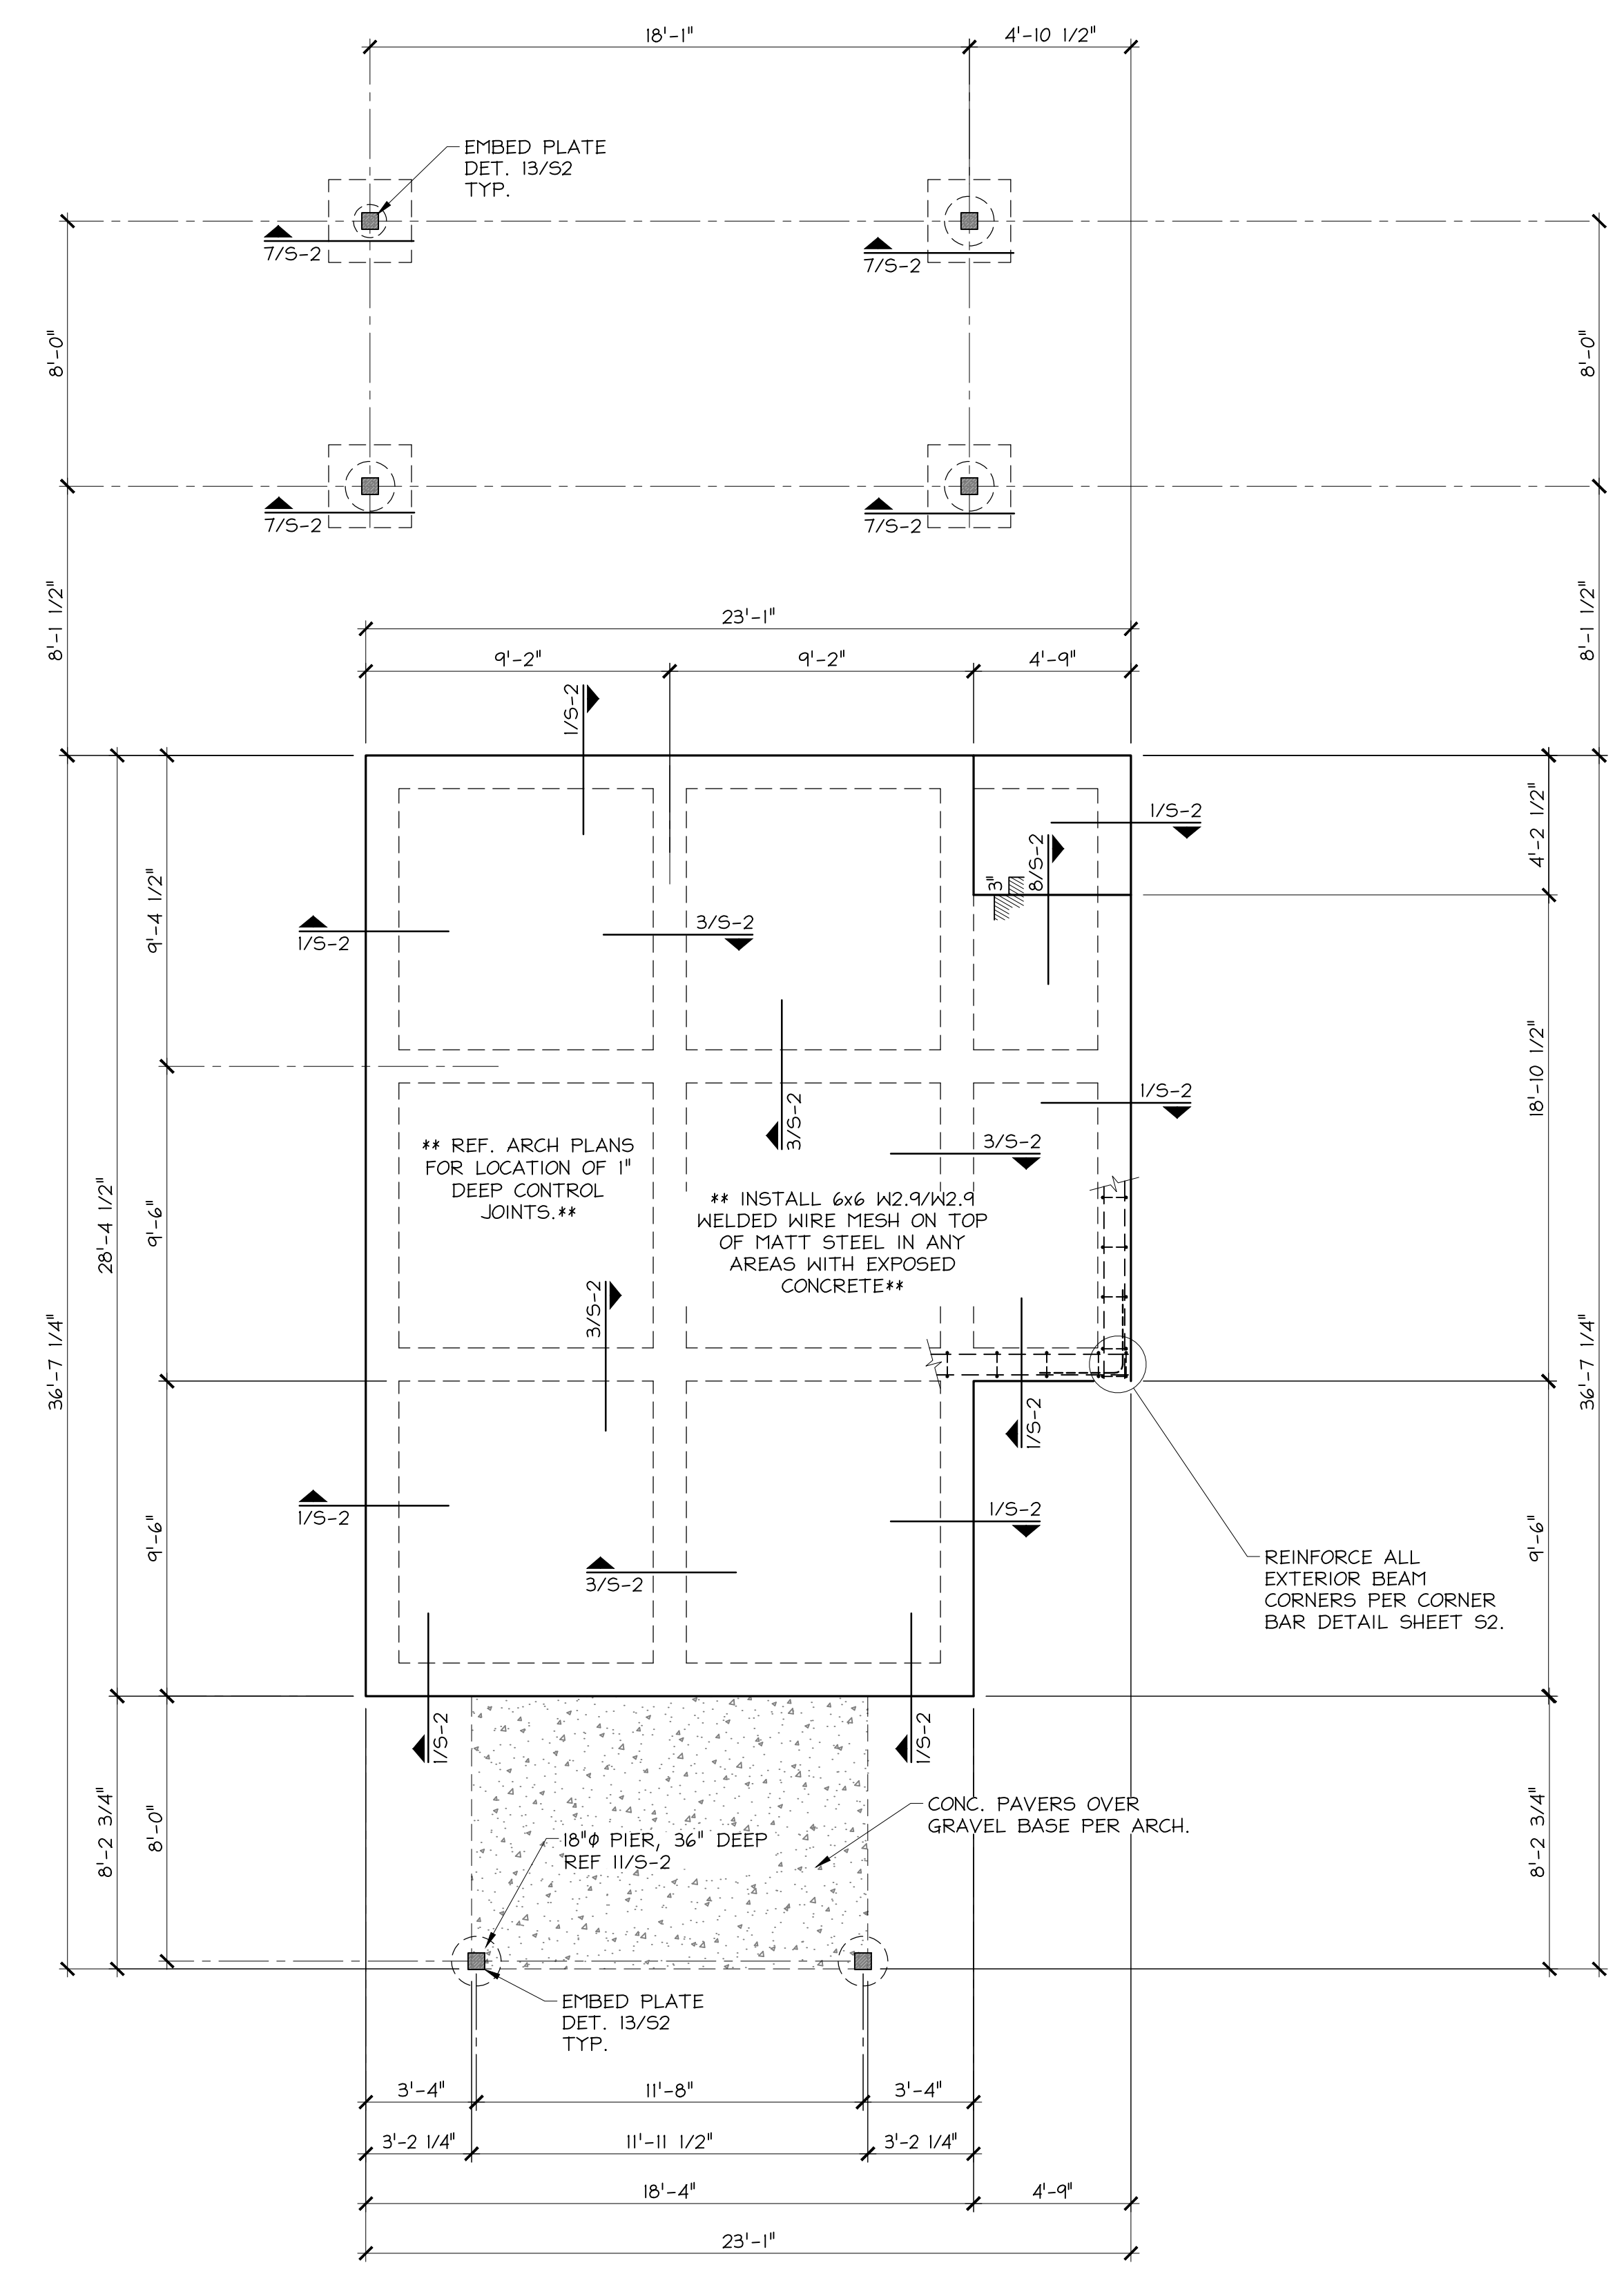 18'-1"
4'-10 1/2"
EMBED PLATE
DET. 13/S2
TYP.
7/S-2
7/S-2
8'-0"
8'-0"
7/S-2
7/S-2
8'-1 1/2"
8'-1 1/2"
23'-1"
9'-2"
9'-2"
4'-9"
1/S-2
1/S-2
4'-2 1/2"
3"
8/S-2
9'-4 1/2"
1/S-2
3/S-2
18'-10 1/2"
3/S-2
1/S-2
3/S-2
** REF. ARCH PLANS
FOR LOCATION OF 1"
DEEP CONTROL
JOINTS.**
** INSTALL 6x6 W2.9/W2.9
WELDED WIRE MESH ON TOP
OF MATT STEEL IN ANY
AREAS WITH EXPOSED
CONCRETE**
28'-4 1/2"
9'-6"
36'-7 1/4"
36'-7 1/4"
3/S-2
1/S-2
1/S-2
1/S-2
9'-6"
9'-6"
3/S-2
REINFORCE ALL
EXTERIOR BEAM
CORNERS PER CORNER
BAR DETAIL SHEET S2.
1/S-2
1/S-2
8'-2 3/4"
8'-0"
8'-2 3/4"
CONC. PAVERS OVER
GRAVEL BASE PER ARCH.
18"Ø PIER, 36" DEEP
REF 11/S-2
EMBED PLATE
DET. 13/S2
TYP.
3'-4"
11'-8"
3'-4"
3'-2 1/4"
11'-11 1/2"
3'-2 1/4"
18'-4"
4'-9"
23'-1"